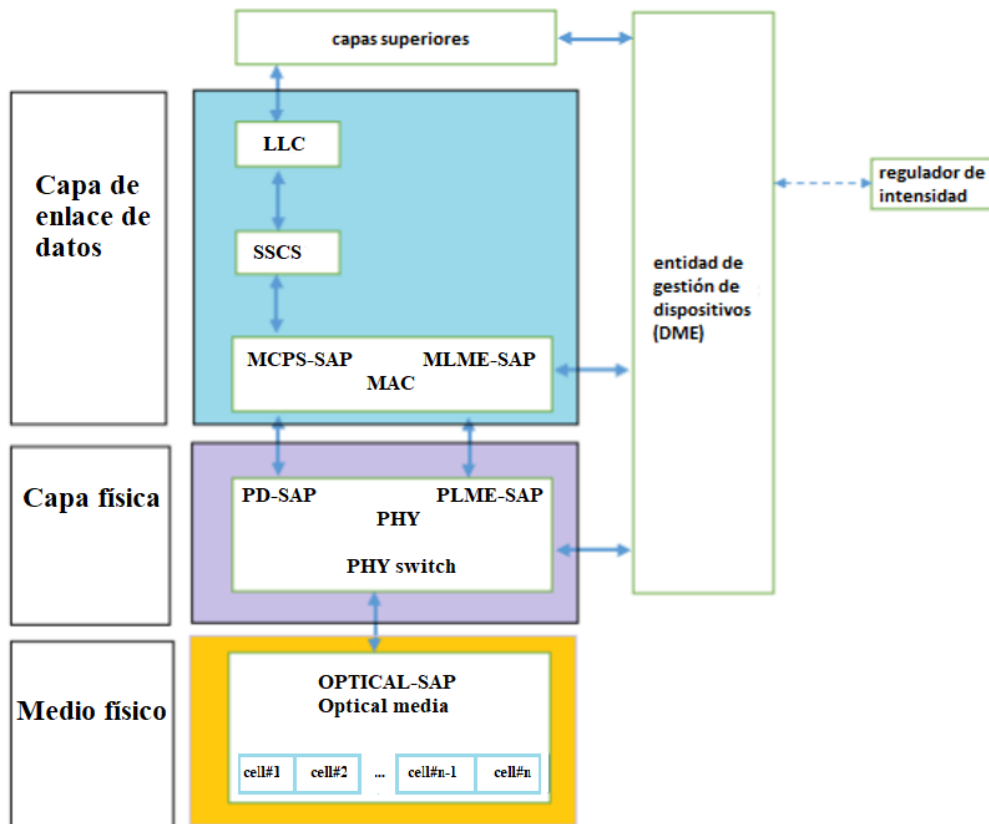 capas superiores
Capa de
enlace de
datos
LLC
SSCS
MCPS-SAP MLME-SAP
MAC
entidad de
gestión de
dispositivos
(DME)
regulador de
intensidad
Capa física
PD-SAP PLME-SAP
PHY
PHY switch
Medio físico
OPTICAL-SAP
Optical media
cell#1 cell#2 ... cell#n-1 cell#n